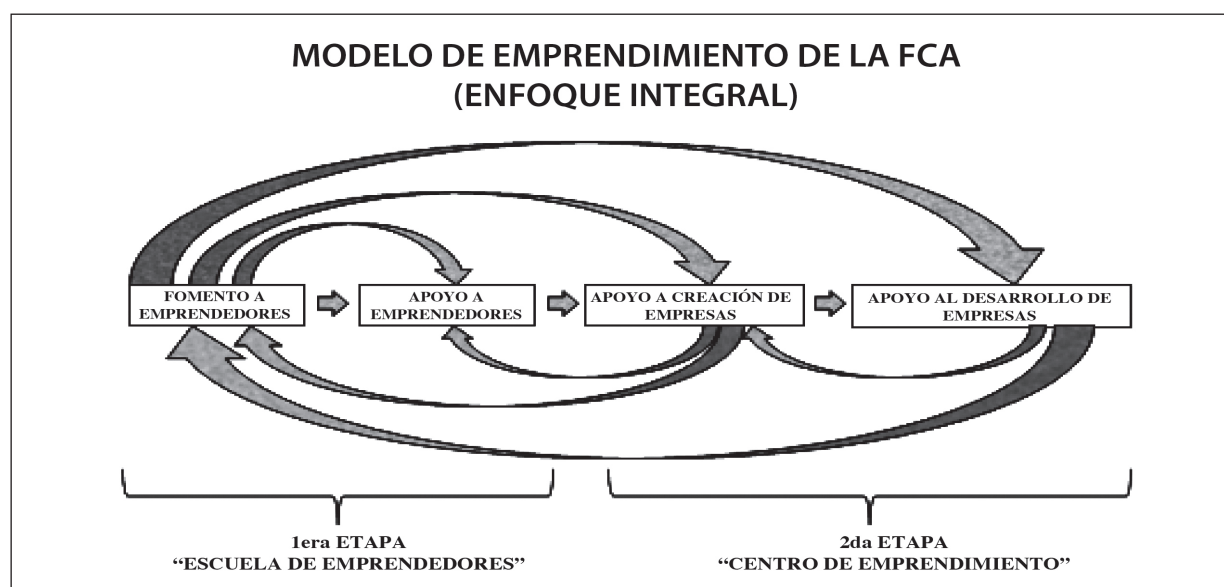 MODELO DE EMPRENDIMIENTO DE LA FCA
(ENFOQUE INTEGRAL)
FOMENTO A
EMPRENDEDORES
APOYO A
EMPRENDEDORES
APOYO A CREACIÓN DE
EMPRESAS
APOYO AL DESARROLLO DE
EMPRESAS
1era ETAPA
“ESCUELA DE EMPRENDEDORES”
2da ETAPA
“CENTRO DE EMPRENDIMIENTO”